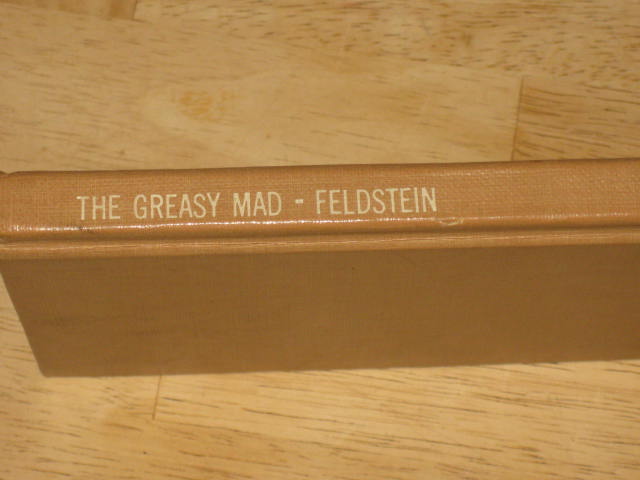 THE GREASY MAD - FELDSTEIN